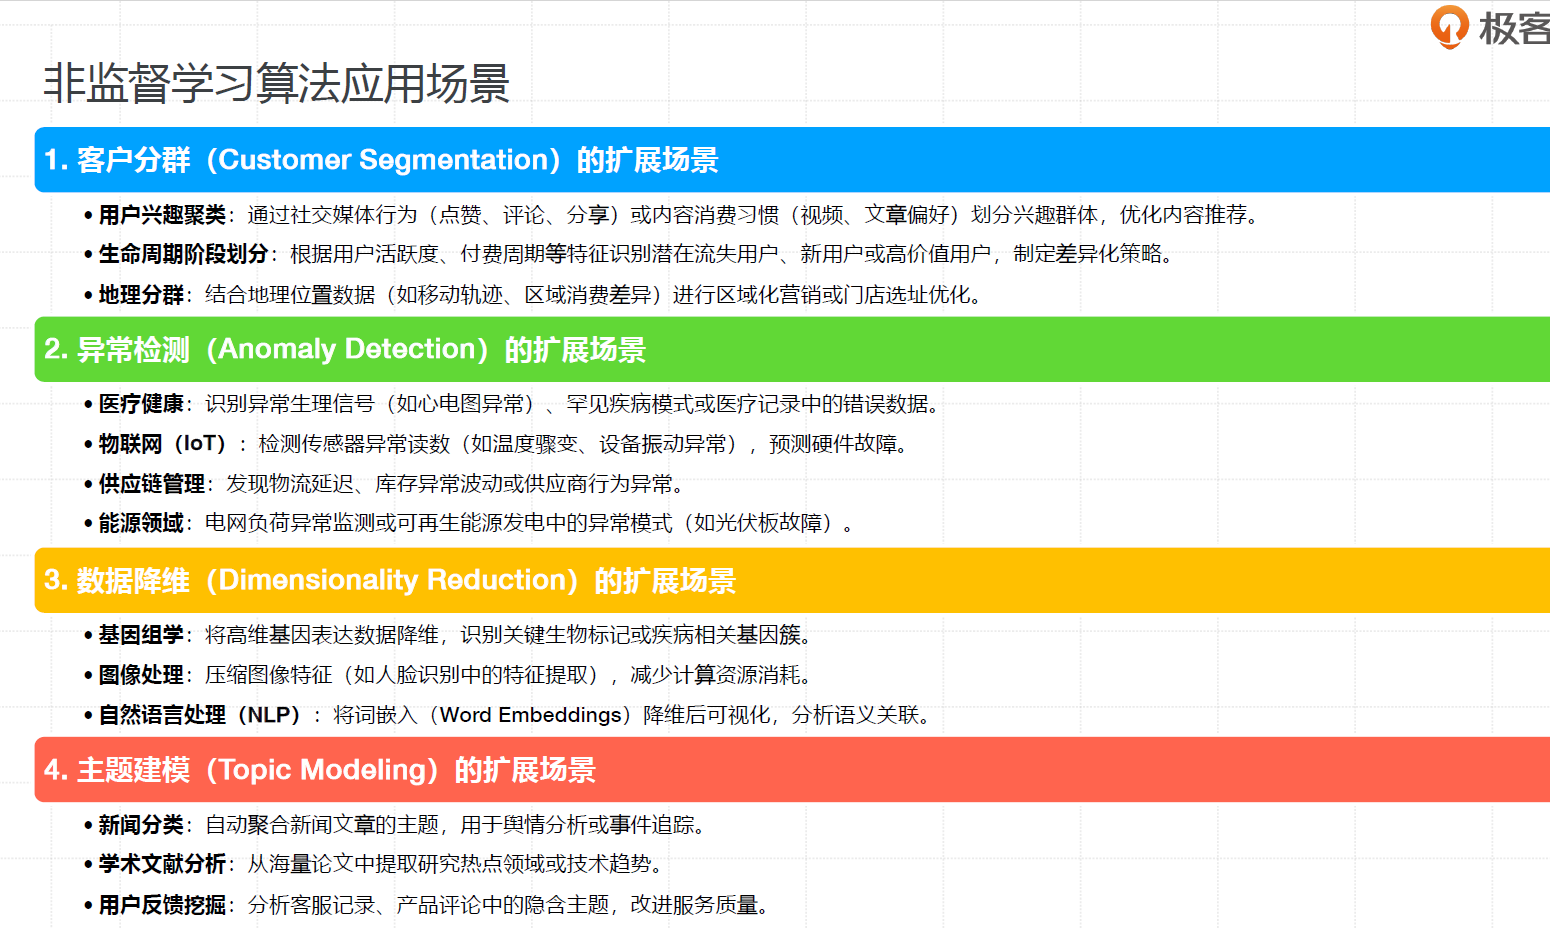 极客
非监督学习算法应用场景
1. 客户分群（Customer Segmentation）的扩展场景
• 用户兴趣聚类：通过社交媒体行为（点赞、评论、分享）或内容消费习惯（视频、文章偏好）划分兴趣群体，优化内容推荐。
• 生命周期阶段划分：根据用户活跃度、付费周期等特征识别潜在流失用户、新用户或高价值用户，制定差异化策略。
• 地理分群：结合地理位置数据（如移动轨迹、区域消费差异）进行区域化营销或门店选址优化。
2. 异常检测（Anomaly Detection）的扩展场景
• 医疗健康：识别异常生理信号（如心电图异常）、罕见疾病模式或医疗记录中的错误数据。
• 物联网（IoT）：检测传感器异常读数（如温度骤变、设备振动异常），预测硬件故障。
• 供应链管理：发现物流延迟、库存异常波动或供应商行为异常。
• 能源领域：电网负荷异常监测或可再生能源发电中的异常模式（如光伏板故障）。
3. 数据降维（Dimensionality Reduction）的扩展场景
• 基因组学：将高维基因表达数据降维，识别关键生物标记或疾病相关基因簇。
• 图像处理：压缩图像特征（如人脸识别中的特征提取），减少计算资源消耗。
• 自然语言处理（NLP）：将词嵌入（Word Embeddings）降维后可视化，分析语义关联。
4. 主题建模（Topic Modeling）的扩展场景
• 新闻分类：自动聚合新闻文章的主题，用于舆情分析或事件追踪。
• 学术文献分析：从海量论文中提取研究热点领域或技术趋势。
• 用户反馈挖掘：分析客服记录、产品评论中的隐含主题，改进服务质量。